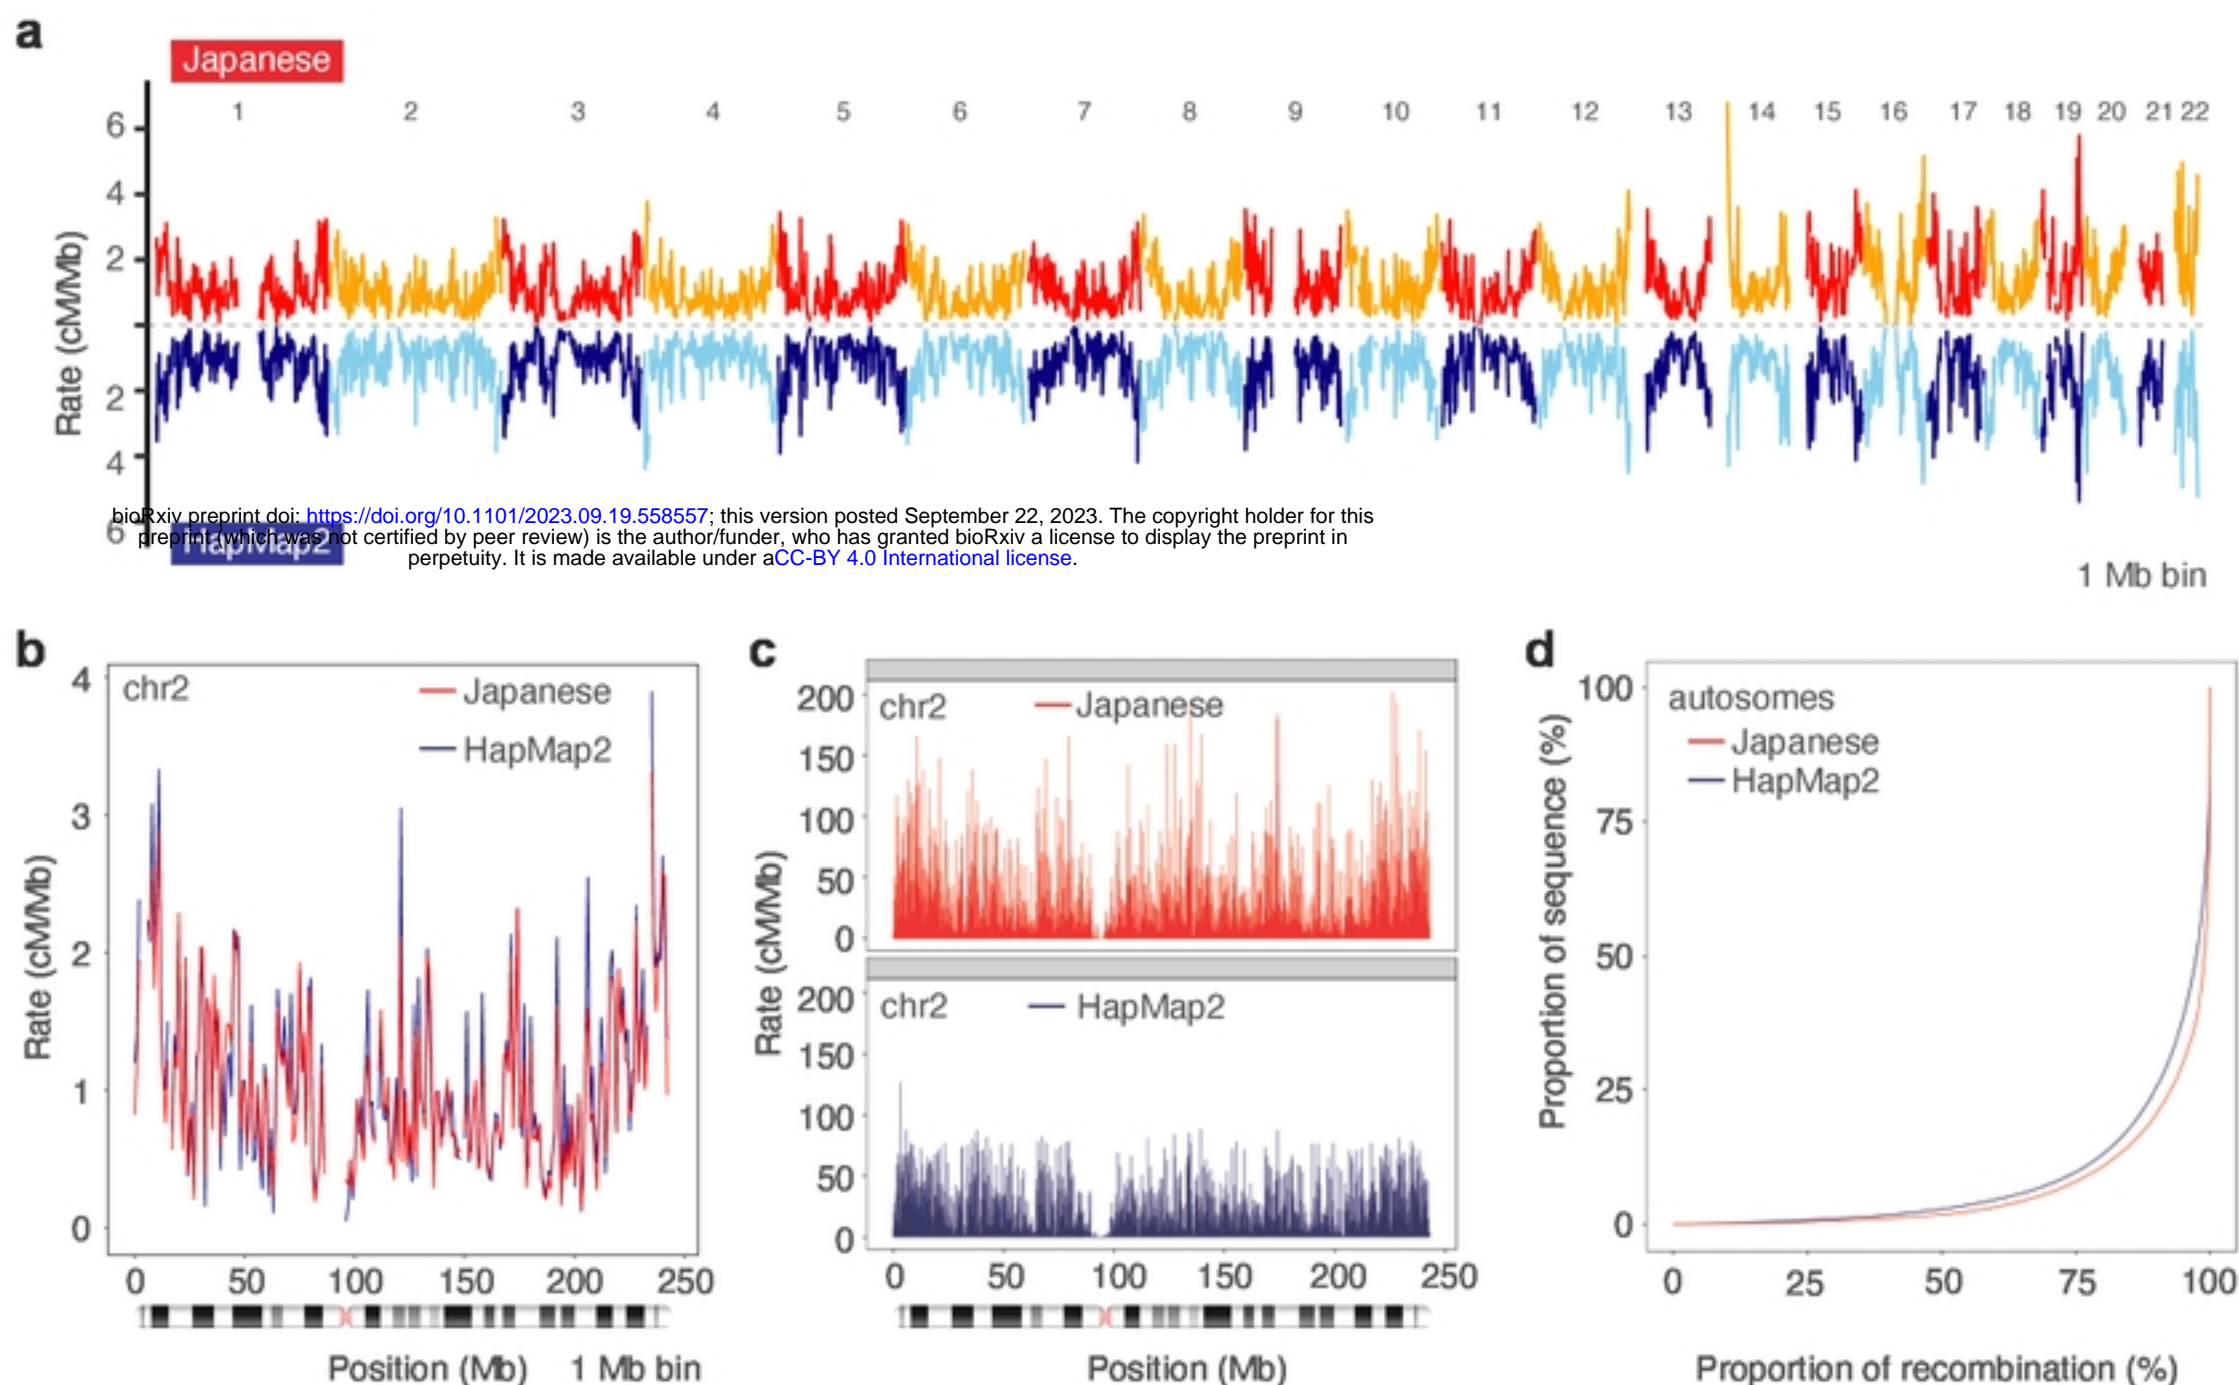 a
Japanese
1 2 3 4 5 6 7 8 9 10 11 12 13 14 15 16 17 18 19 20 21 22
6
4
2
2
4
6
Rate (cM/Mb)
bioRxiv preprint doi: https://doi.org/10.1101/2023.09.19.558557; this version posted September 22, 2023. The copyright holder for this
preprint (which was not certified by peer review) is the author/funder, who has granted bioRxiv a license to display the preprint in
perpetuity. It is made available under aCC-BY 4.0 International license.
HapMap2
1 Mb bin
b
chr2
Japanese
HapMap2
4
3
2
1
0
Rate (cM/Mb)
0 50 100 150 200 250
Position (Mb) 1 Mb bin
c
chr2 Japanese
200
150
100
50
0
Rate (cM/Mb)
chr2 HapMap2
200
150
100
50
0
0 50 100 150 200 250
Position (Mb)
d
autosomes
Japanese
HapMap2
100
75
50
25
0
Proportion of sequence (%)
0 25 50 75 100
Proportion of recombination (%)